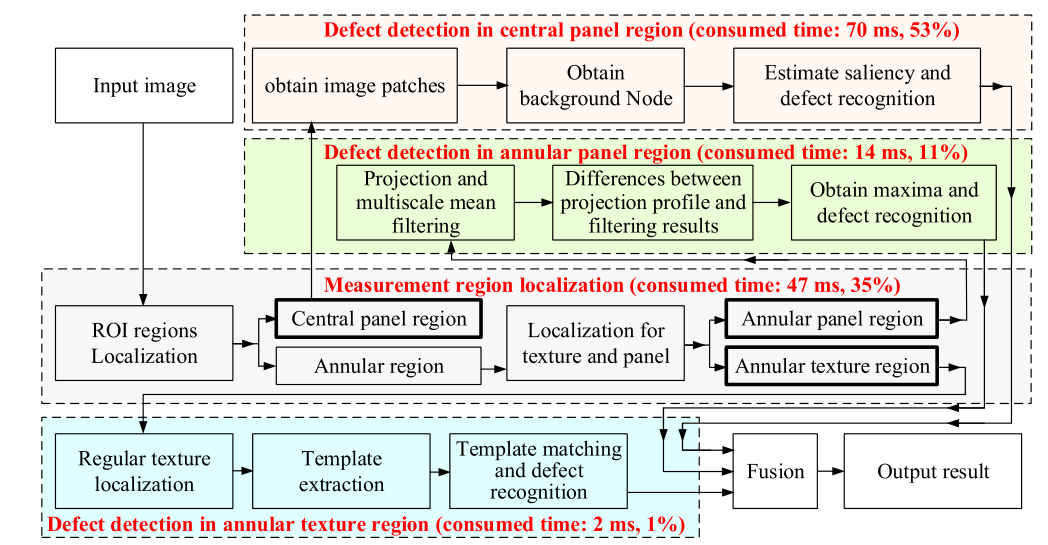 Defect detection in central panel region (consumed time: 70 ms, 53%)
Input image
obtain image patches
Obtain
background Node
Estimate saliency and
defect recognition
Defect detection in annular panel region (consumed time: 14 ms, 11%)
Projection and
multiscale mean
filtering
Differences between
projection profile and
filtering results
Obtain maxima and
defect recognition
Measurement region localization (consumed time: 47 ms, 35%)
ROI regions
Localization
Central panel region
Annular region
Localization for
texture and panel
Annular panel region
Annular texture region
Regular texture
localization
Template
extraction
Template matching
and defect
recognition
Fusion
Output result
Defect detection in annular texture region (consumed time: 2 ms, 1%)